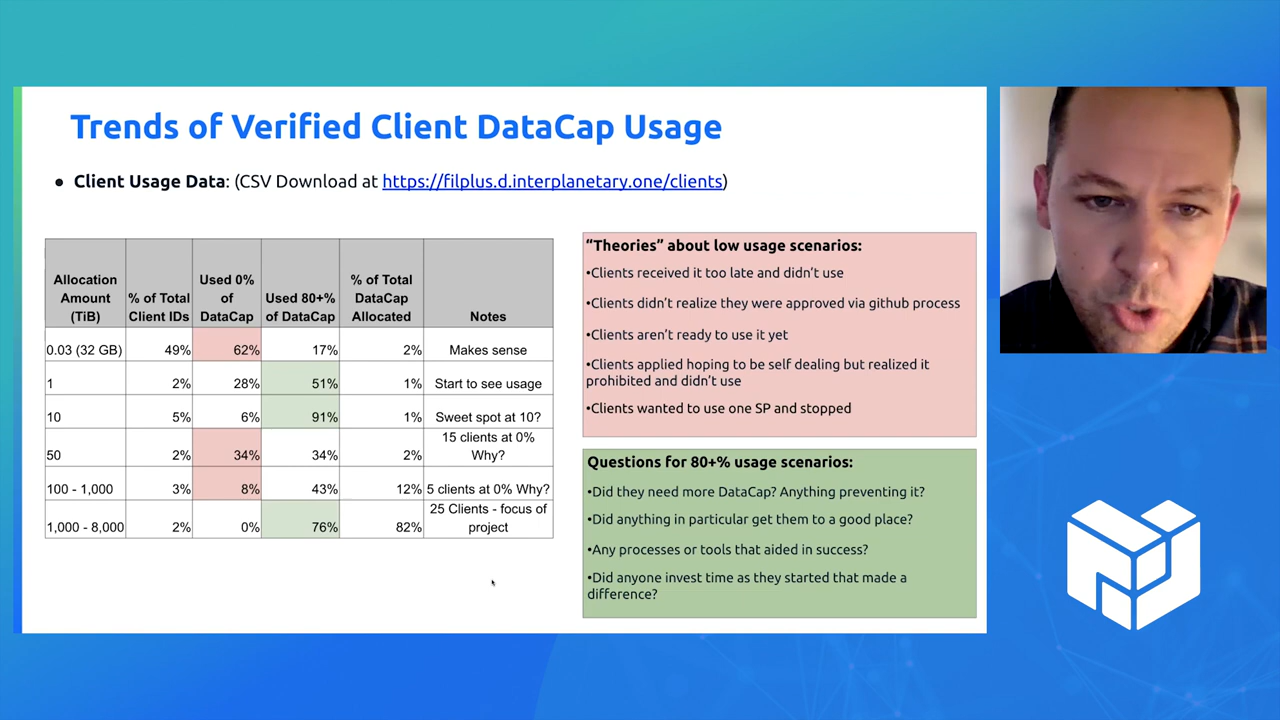 Trends of Verified Client DataCap Usage
● Client Usage Data: (CSV Download at https://filplus.d.interplanetary.one/clients)
Allocation Amount (TiB) % of Total Client IDs Used 0% of DataCap Used 80+% of DataCap % of Total DataCap Allocated Notes
0.03 (32 GB) 49% 62% 17% 2% Makes sense
1 2% 28% 51% 1% Start to see usage
10 5% 6% 91% 1% Sweet spot at 10?
50 2% 34% 34% 2% 15 clients at 0% Why?
100 - 1,000 3% 8% 43% 12% 5 clients at 0% Why?
1,000 - 8,000 2% 0% 76% 82% 25 Clients - focus of project
“Theories” about low usage scenarios:
•Clients received it too late and didn’t use
•Clients didn’t realize they were approved via github process
•Clients aren’t ready to use it yet
•Clients applied hoping to be self dealing but realized it
prohibited and didn’t use
•Clients wanted to use one SP and stopped
Questions for 80+% usage scenarios:
•Did they need more DataCap? Anything preventing it?
•Did anything in particular get them to a good place?
•Any processes or tools that aided in success?
•Did anyone invest time as they started that made a
difference?